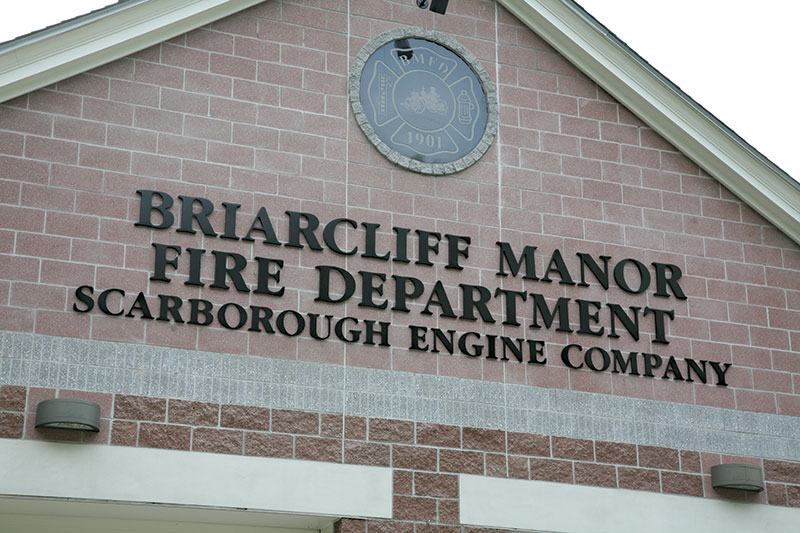 BMFD
1901
BRIARCLIFF MANOR
FIRE DEPARTMENT
SCARBOROUGH ENGINE COMPANY